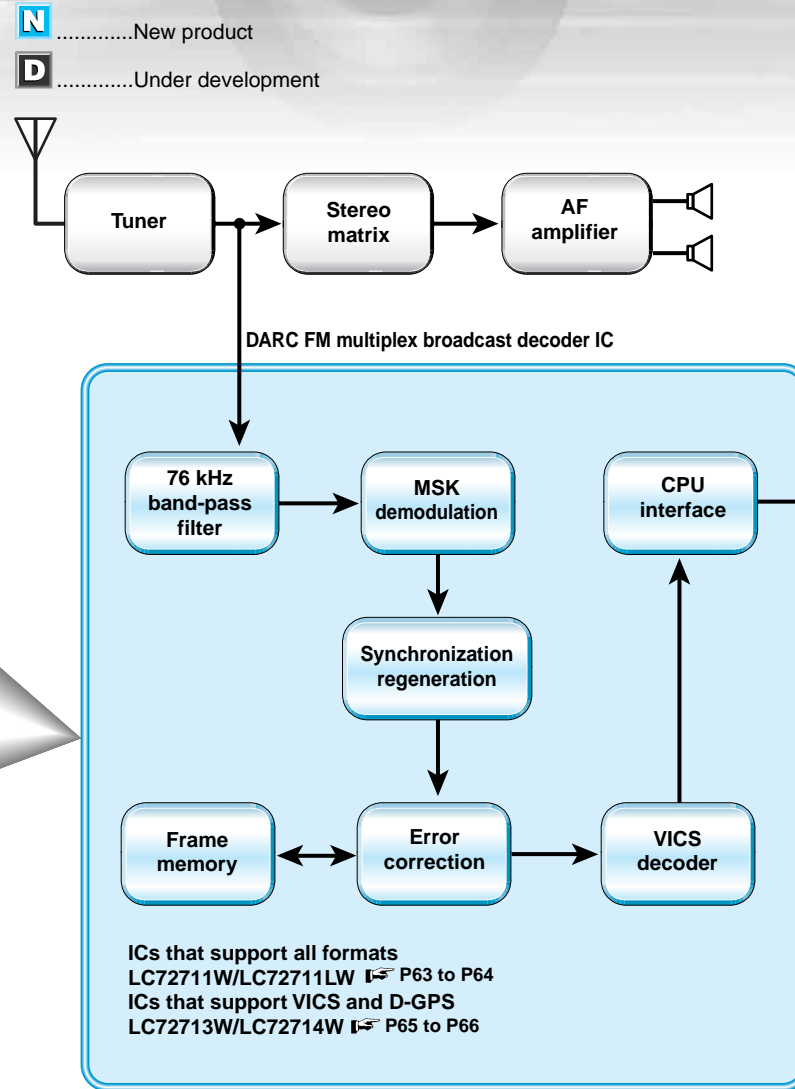 N .............New product
D .............Under development
Tuner
Stereo
matrix
AF
amplifier
DARC FM multiplex broadcast decoder IC
76 kHz
band-pass
filter
MSK
demodulation
CPU
interface
Synchronization
regeneration
Frame
memory
Error
correction
VICS
decoder
ICs that support all formats
LC72711W/LC72711LW ☞ P63 to P64
ICs that support VICS and D-GPS
LC72713W/LC72714W ☞ P65 to P66